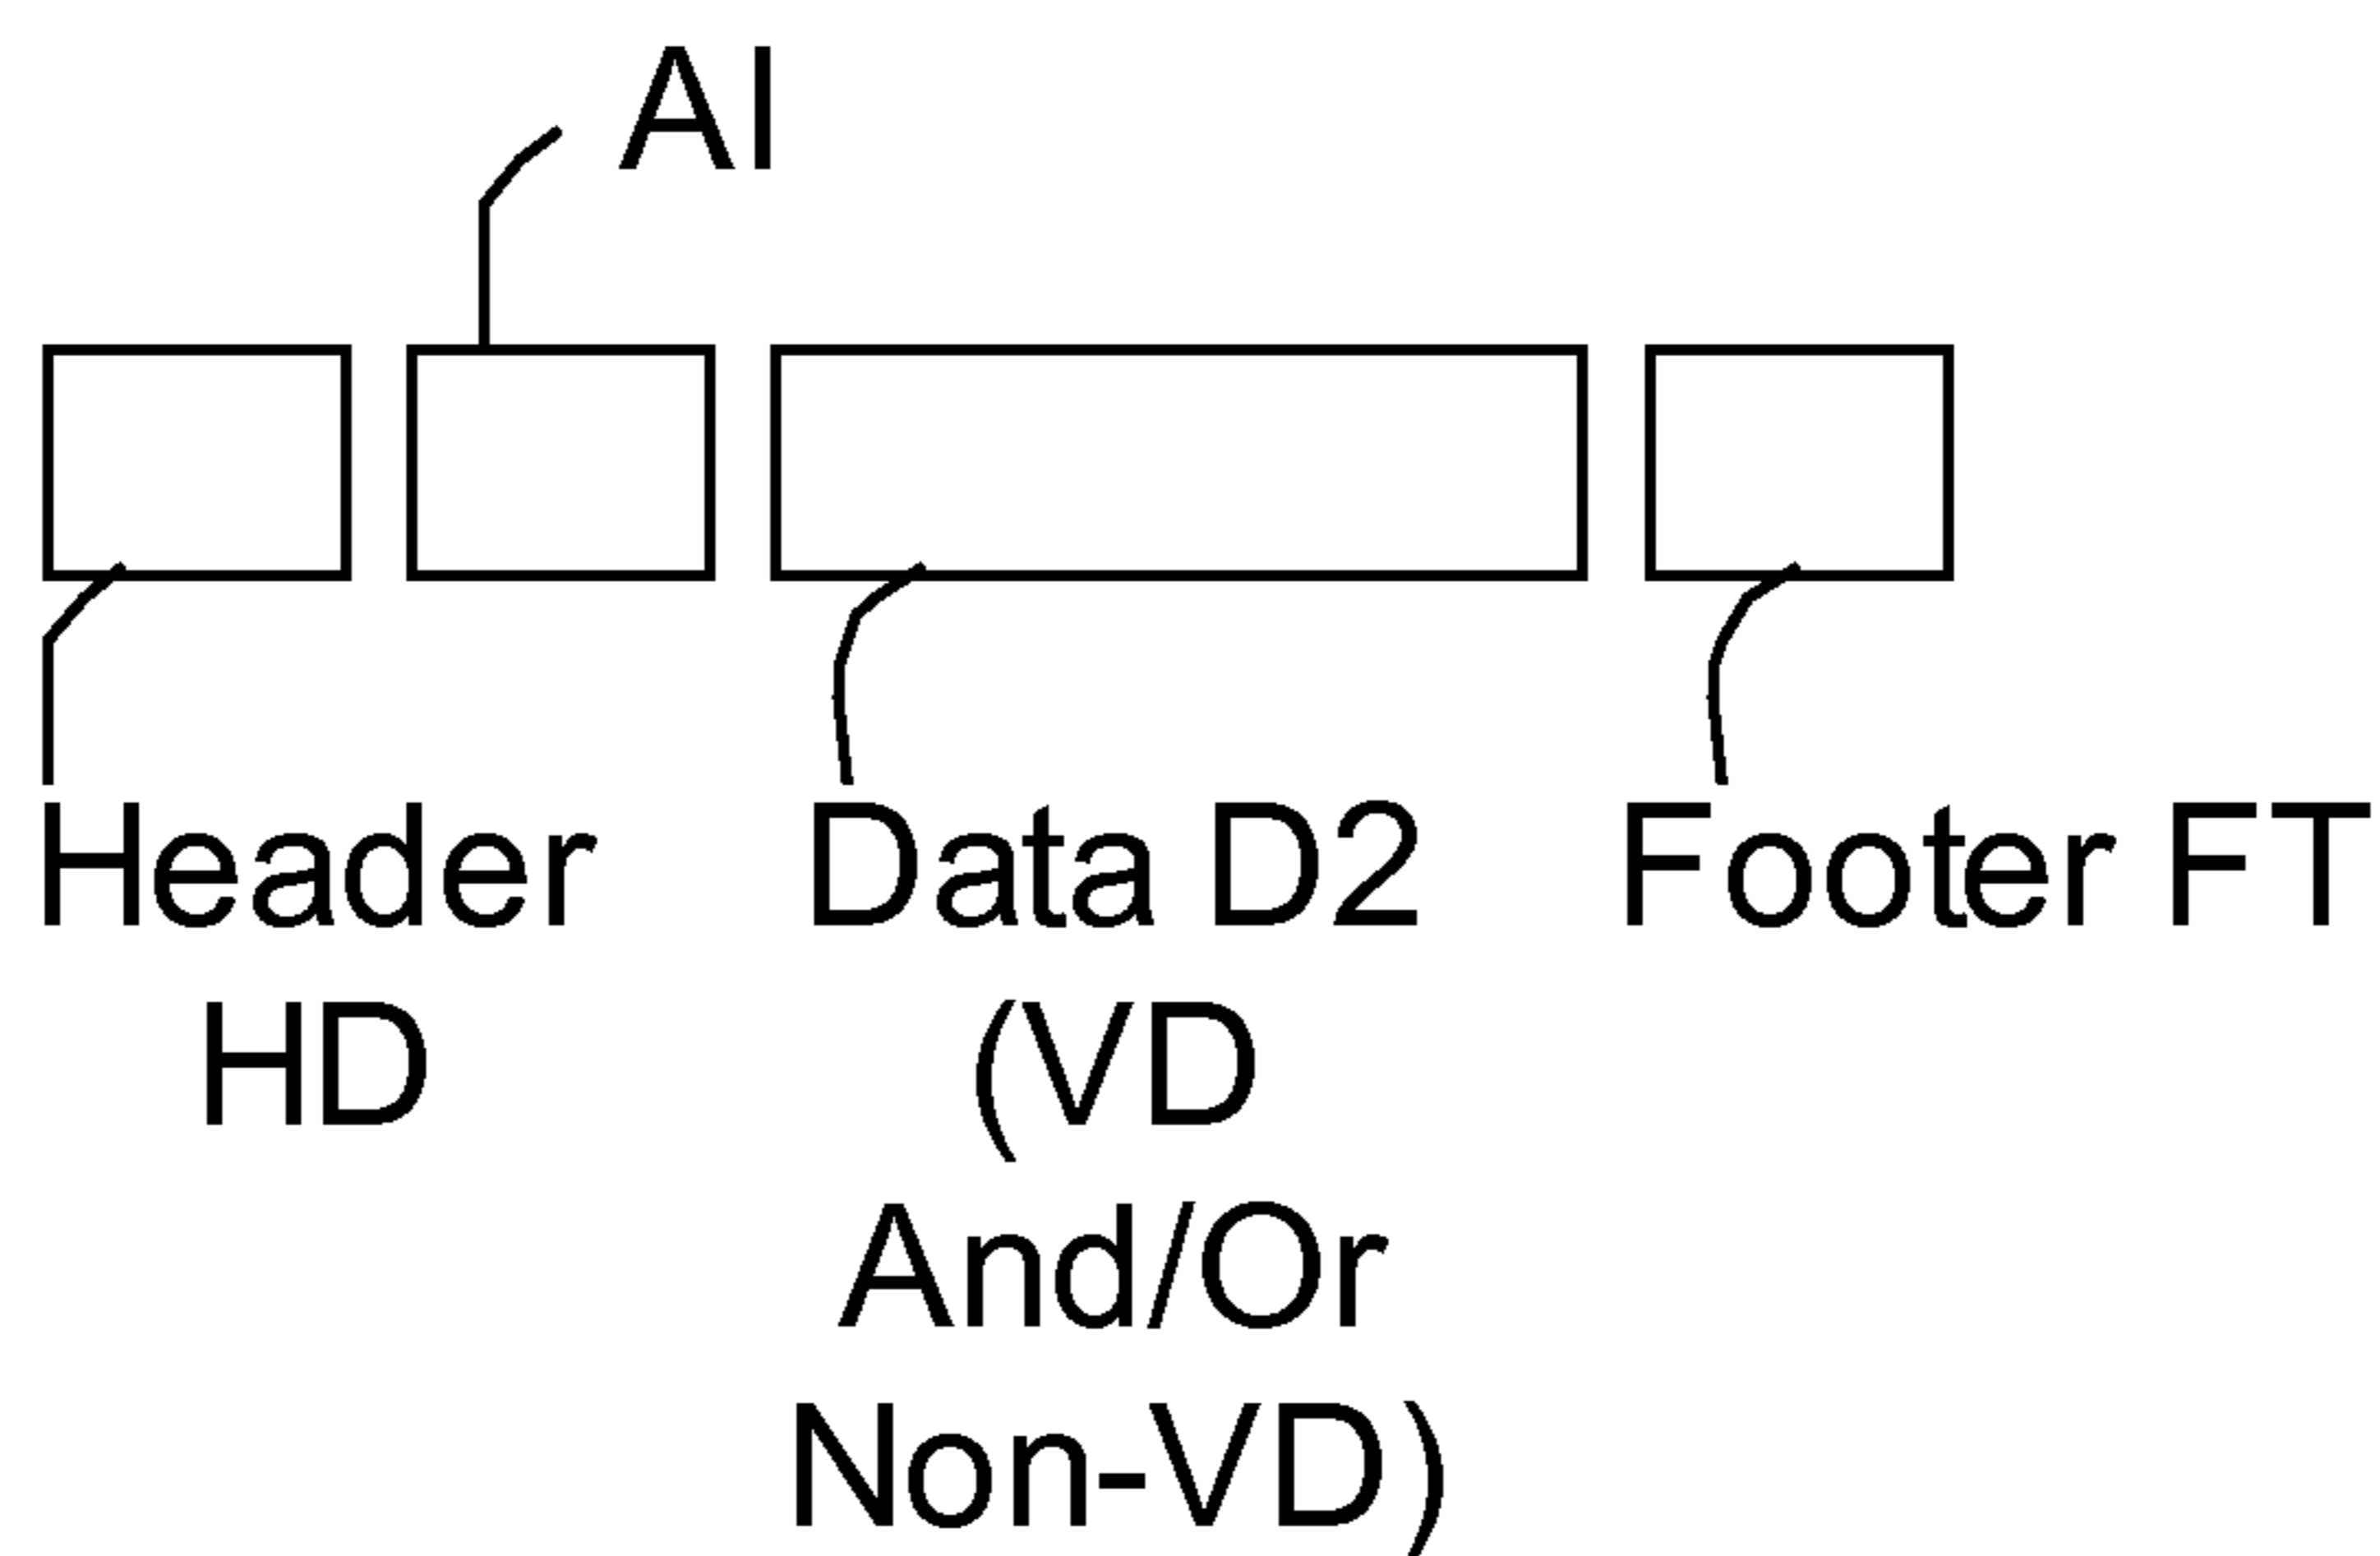 AI
Header
HD
Data D2
(VD
And/Or
Non-VD)
Footer FT